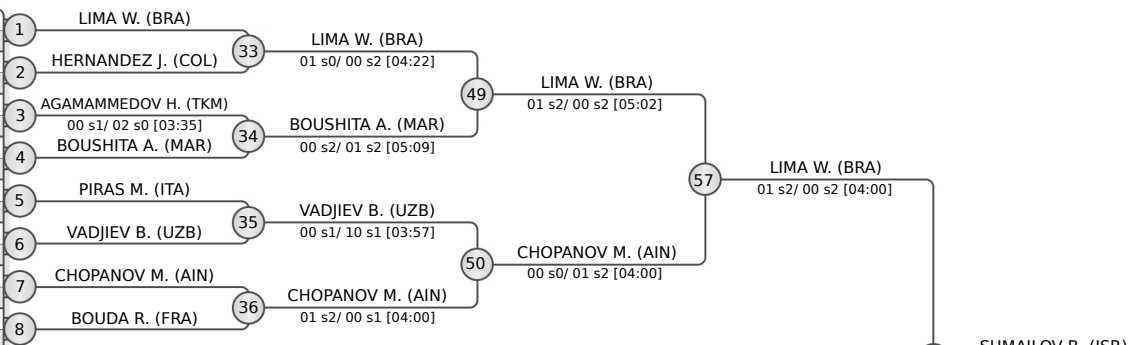 1
LIMA W. (BRA)
2
HERNANDEZ J. (COL)
3
AGAMAMMEDOV H. (TKM)
00 s1/ 02 s0 [03:35]
4
BOUSHITA A. (MAR)
5
PIRAS M. (ITA)
6
VADJIEV B. (UZB)
7
CHOPANOV M. (AIN)
8
BOUDA R. (FRA)
33
LIMA W. (BRA)
01 s0/ 00 s2 [04:22]
34
BOUSHITA A. (MAR)
00 s2/ 01 s2 [05:09]
35
VADJIEV B. (UZB)
00 s1/ 10 s1 [03:57]
36
CHOPANOV M. (AIN)
01 s2/ 00 s1 [04:00]
49
LIMA W. (BRA)
01 s2/ 00 s2 [05:02]
50
CHOPANOV M. (AIN)
00 s0/ 01 s2 [04:00]
57
LIMA W. (BRA)
01 s2/ 00 s2 [04:00]